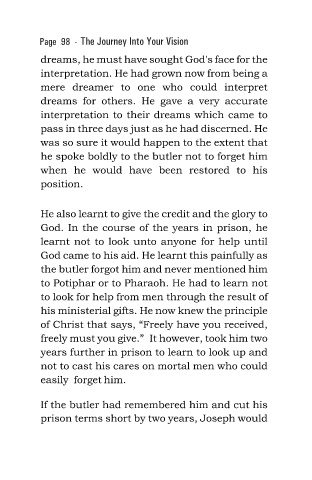 Page 98 - The Journey Into Your Vision
dreams, he must have sought God's face for the
interpretation. He had grown now from being a
mere dreamer to one who could interpret
dreams for others. He gave a very accurate
interpretation to their dreams which came to
pass in three days just as he had discerned. He
was so sure it would happen to the extent that
he spoke boldly to the butler not to forget him
when he would have been restored to his
position.
He also learnt to give the credit and the glory to
God. In the course of the years in prison, he
learnt not to look unto anyone for help until
God came to his aid. He learnt this painfully as
the butler forgot him and never mentioned him
to Potiphar or to Pharaoh. He had to learn not
to look for help from men through the result of
his ministerial gifts. He now knew the principle
of Christ that says, “Freely have you received,
freely must you give.” It however, took him two
years further in prison to learn to look up and
not to cast his cares on mortal men who could
easily forget him.
If the butler had remembered him and cut his
prison terms short by two years, Joseph would